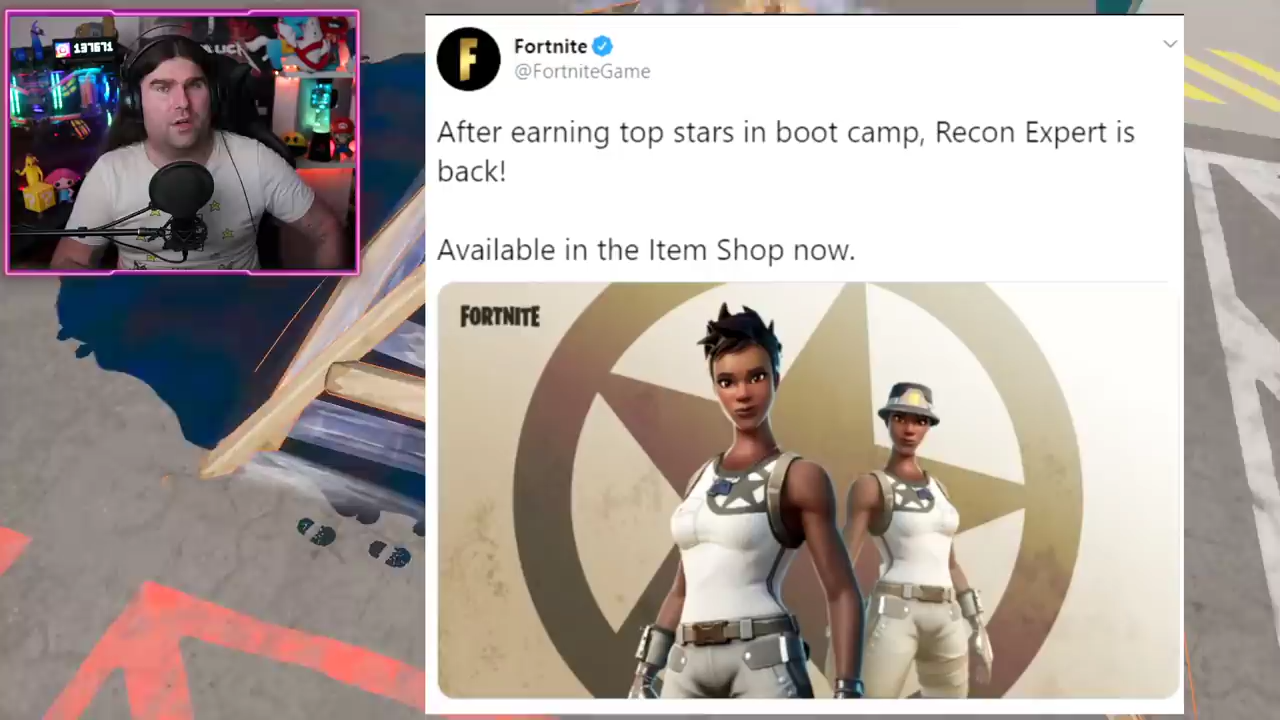 137671
Fortnite
@FortniteGame
After earning top stars in boot camp, Recon Expert is
back!
Available in the Item Shop now.
FORTNITE